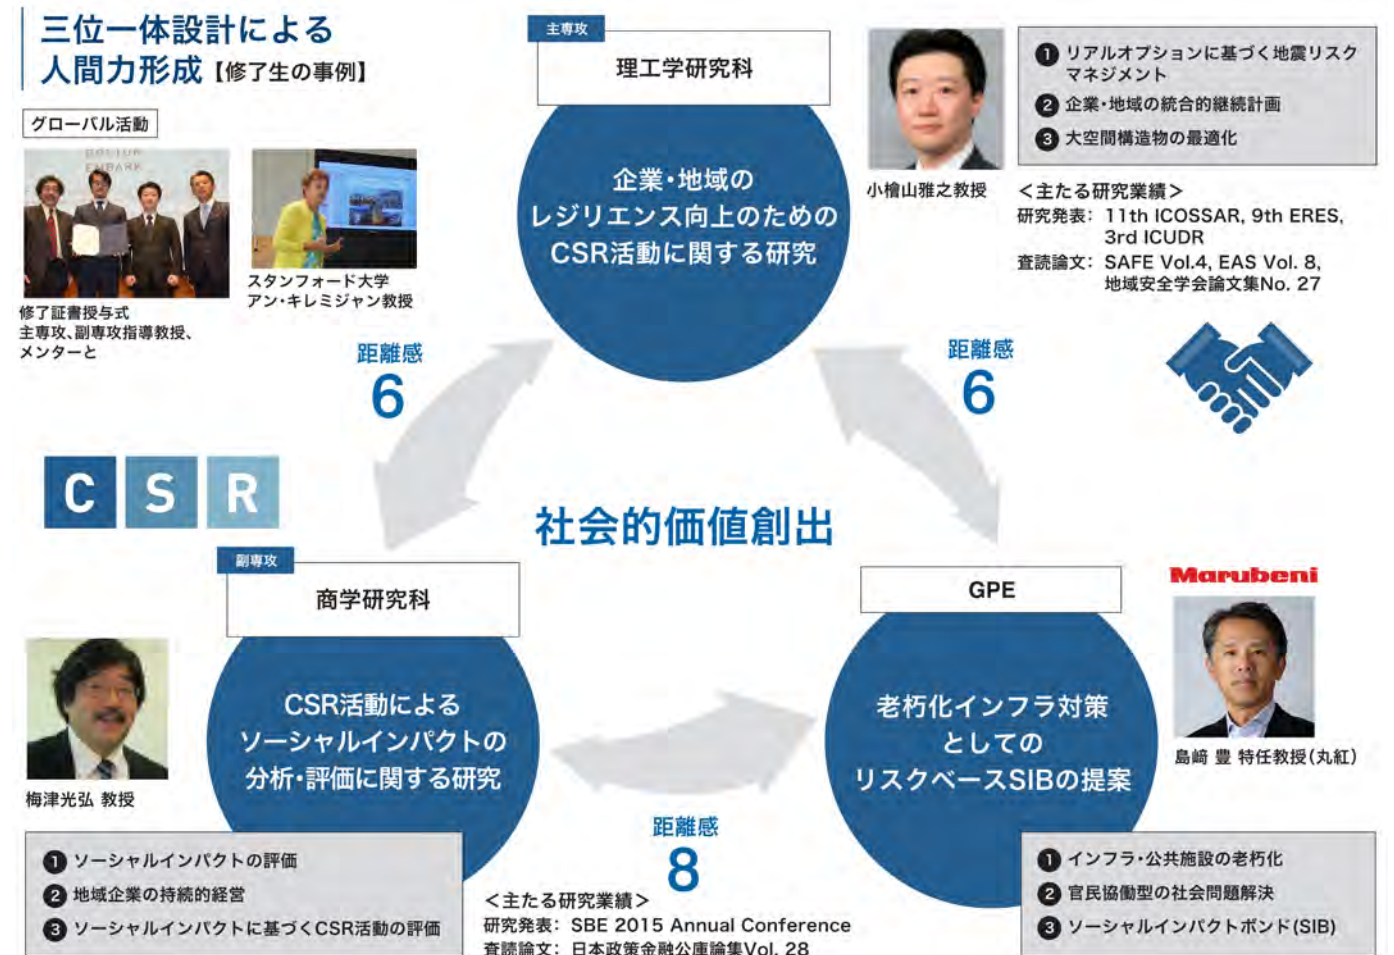 三位一体設計による
人間力形成【修了生の事例】
グローバル活動
修了証書授与式
主専攻、副専攻指導教授、
メンターと
スタンフォード大学
アン・キレミジャン教授
主専攻
理工学研究科
企業・地域の
レジリエンス向上のための
CSR活動に関する研究
小檜山雅之教授
❶ リアルオプションに基づく地震リスク
マネジメント
❷ 企業・地域の統合的継続計画
❸ 大空間構造物の最適化
＜主たる研究業績＞
研究発表: 11th ICOSSAR, 9th ERES,
3rd ICUDR
査読論文: SAFE Vol.4, EAS Vol. 8,
地域安全学会論文集No. 27
距離感
6
距離感
6
C S R
社会的価値創出
副専攻
商学研究科
CSR活動による
ソーシャルインパクトの
分析・評価に関する研究
梅津光弘 教授
❶ ソーシャルインパクトの評価
❷ 地域企業の持続的経営
❸ ソーシャルインパクトに基づくCSR活動の評価
距離感
8
＜主たる研究業績＞
研究発表: SBE 2015 Annual Conference
査読論文: 日本政策金融公庫論集Vol. 28
GPE
老朽化インフラ対策
としての
リスクベースSIBの提案
Marubeni
島﨑 豊 特任教授(丸紅)
❶ インフラ・公共施設の老朽化
❷ 官民協働型の社会問題解決
❸ ソーシャルインパクトボンド(SIB)